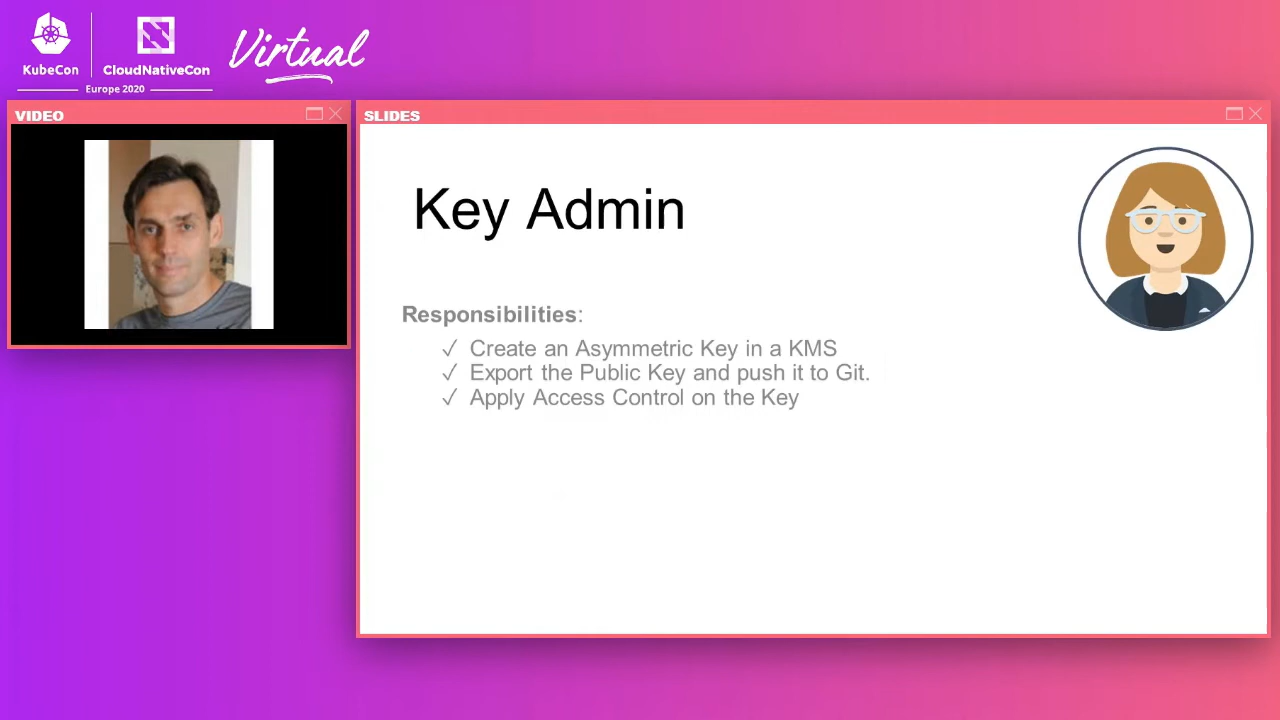 KubeCon
CloudNativeCon
Europe 2020
Virtual
VIDEO
SLIDES
Key Admin
Responsibilities:
✓ Create an Asymmetric Key in a KMS
✓ Export the Public Key and push it to Git.
✓ Apply Access Control on the Key